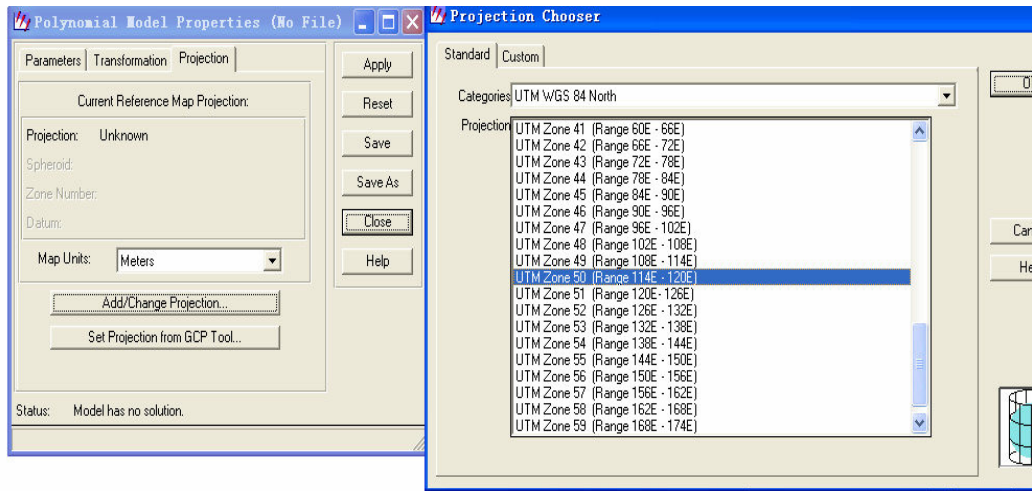 Polynomial Model Properties (No File)
Parameters Transformation Projection
Current Reference Map Projection:
Projection: Unknown
Spheroid:
Zone Number:
Datum:
Map Units: Meters
Add/Change Projection...
Set Projection from GCP Tool...
Apply
Reset
Save
Save As
Close
Help
Status: Model has no solution.
Projection Chooser
Standard Custom
Categories UTM WGS 84 North
Projection
UTM Zone 41 (Range 60E - 66E)
UTM Zone 42 (Range 66E - 72E)
UTM Zone 43 (Range 72E - 78E)
UTM Zone 44 (Range 78E - 84E)
UTM Zone 45 (Range 84E - 90E)
UTM Zone 46 (Range 90E - 96E)
UTM Zone 47 (Range 96E - 102E)
UTM Zone 48 (Range 102E - 108E)
UTM Zone 49 (Range 108E - 114E)
UTM Zone 50 (Range 114E - 120E)
UTM Zone 51 (Range 120E - 126E)
UTM Zone 52 (Range 126E - 132E)
UTM Zone 53 (Range 132E - 138E)
UTM Zone 54 (Range 138E - 144E)
UTM Zone 55 (Range 144E - 150E)
UTM Zone 56 (Range 150E - 156E)
UTM Zone 57 (Range 156E - 162E)
UTM Zone 58 (Range 162E - 168E)
UTM Zone 59 (Range 168E - 174E)